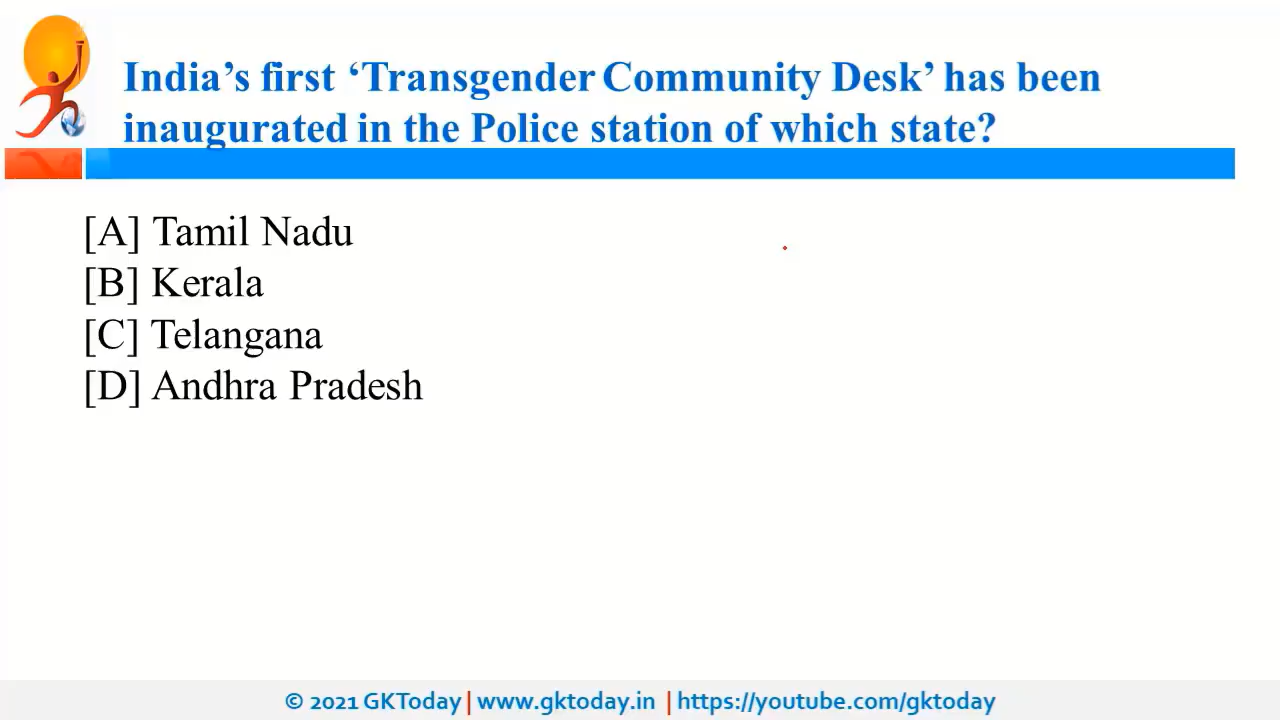 India’s first ‘Transgender Community Desk’ has been
inaugurated in the Police station of which state?
[A] Tamil Nadu
[B] Kerala
[C] Telangana
[D] Andhra Pradesh
© 2021 GKToday | www.gktoday.in | https://youtube.com/gktoday